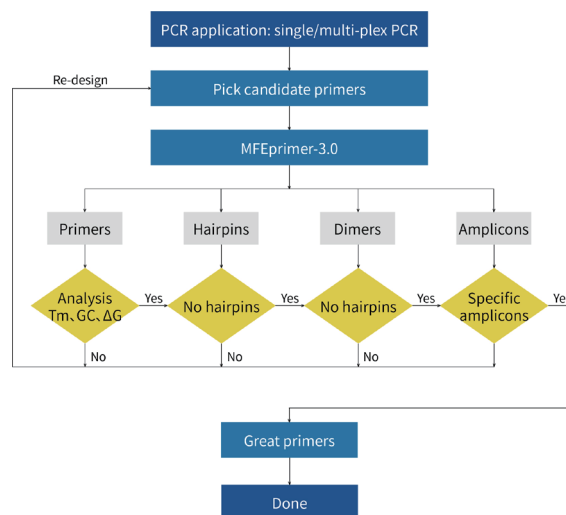 PCR application: single/multi-plex PCR
Re-design
Pick candidate primers
MFEprimer-3.0
Primers
Hairpins
Dimers
Amplicons
Analysis
Tm、GC、ΔG
Yes
No hairpins
Yes
No hairpins
Yes
Specific
amplicons
Ye
No
No
No
Great primers
Done